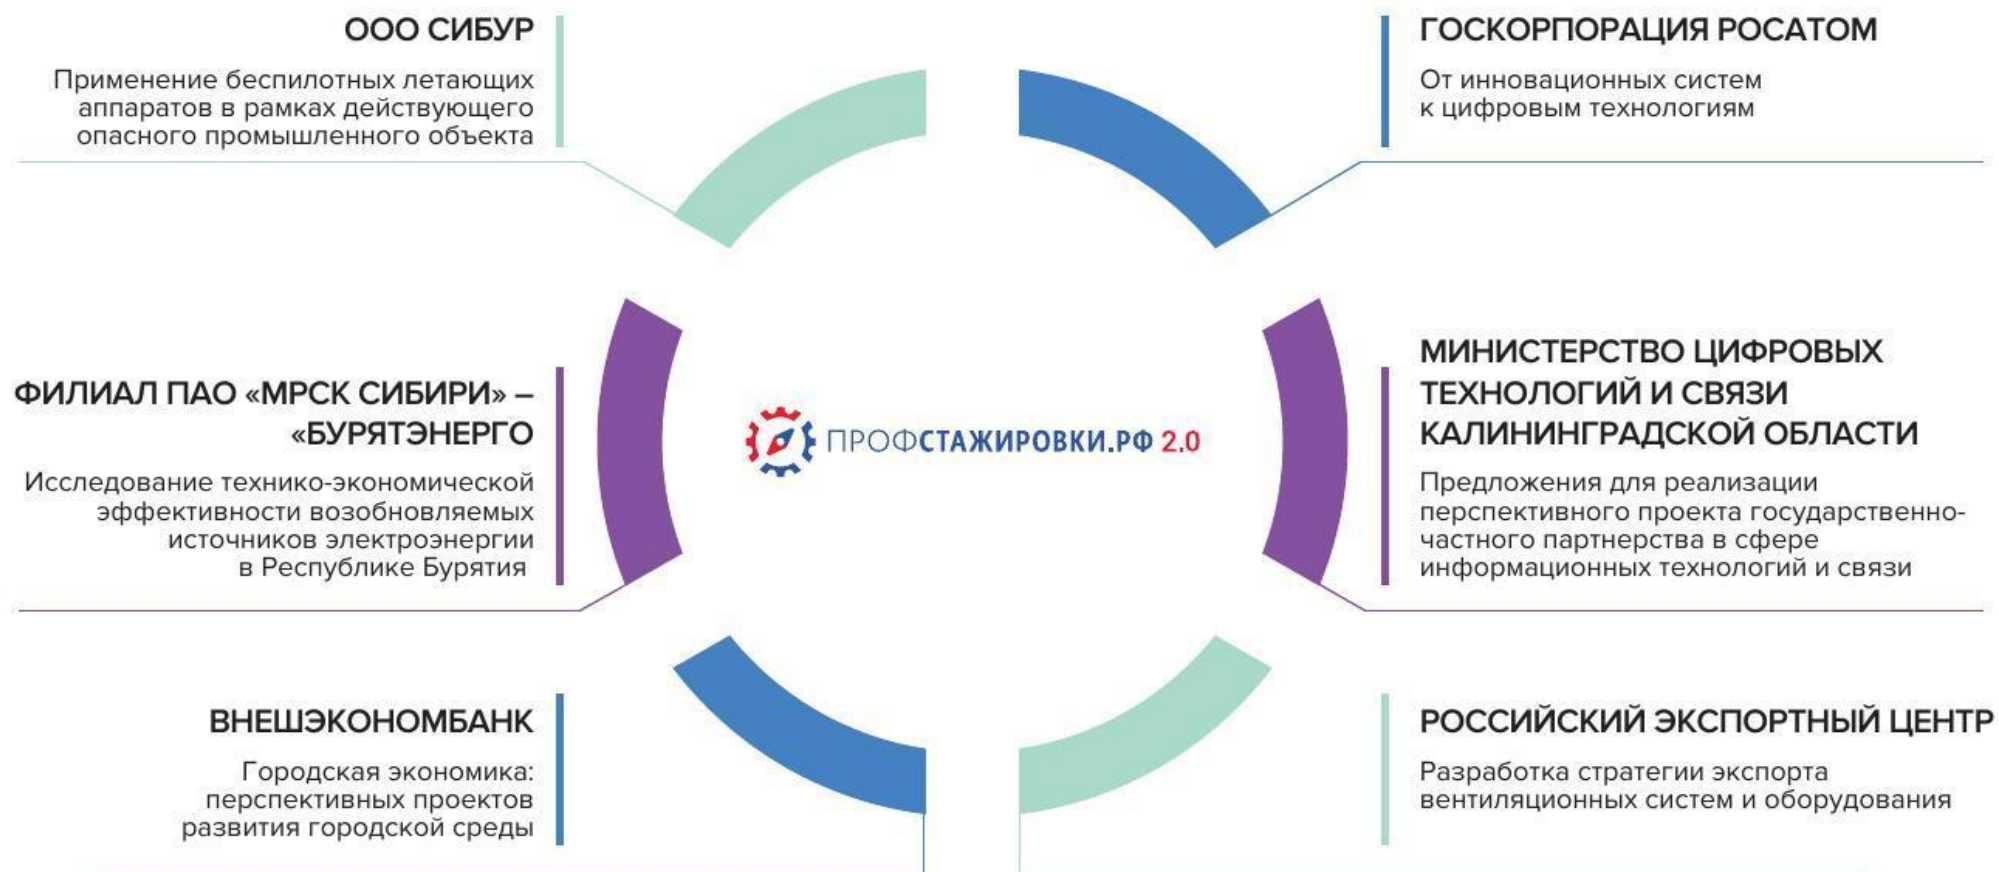 ООО СИБУР
Применение беспилотных летающих
аппаратов в рамках действующего
опасного промышленного объекта
ГОСКОРПОРАЦИЯ РОСАТОМ
От инновационных систем
к цифровым технологиям
ФИЛИАЛ ПАО «МРСК СИБИРИ» –
«БУРЯТЭНЕРГО
Исследование технико-экономической
эффективности возобновляемых
источников электроэнергии
в Республике Бурятия
ПРОФСТАЖИРОВКИ.РФ 2.0
МИНИСТЕРСТВО ЦИФРОВЫХ
ТЕХНОЛОГИЙ И СВЯЗИ
КАЛИНИНГРАДСКОЙ ОБЛАСТИ
Предложения для реализации
перспективного проекта государственно-
частного партнерства в сфере
информационных технологий и связи
ВНЕШЭКОНОМБАНК
Городская экономика:
перспективных проектов
развития городской среды
РОССИЙСКИЙ ЭКСПОРТНЫЙ ЦЕНТР
Разработка стратегии экспорта
вентиляционных систем и оборудования